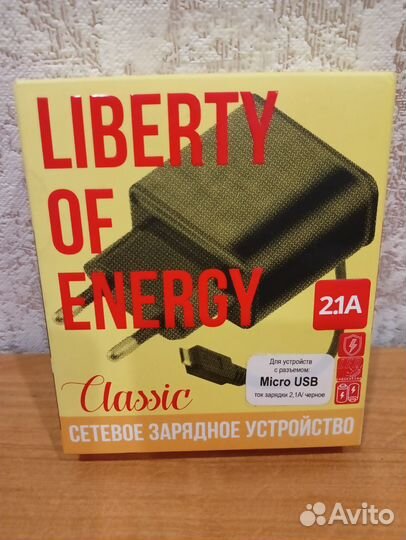 LIBERTY
OF
ENERGY
2.1A
Для устройств
с разъемом:
Micro USB
ток зарядки 2,1А/ черное
Classic
СЕТЕВОЕ ЗАРЯДНОЕ УСТРОЙСТВО
Avito